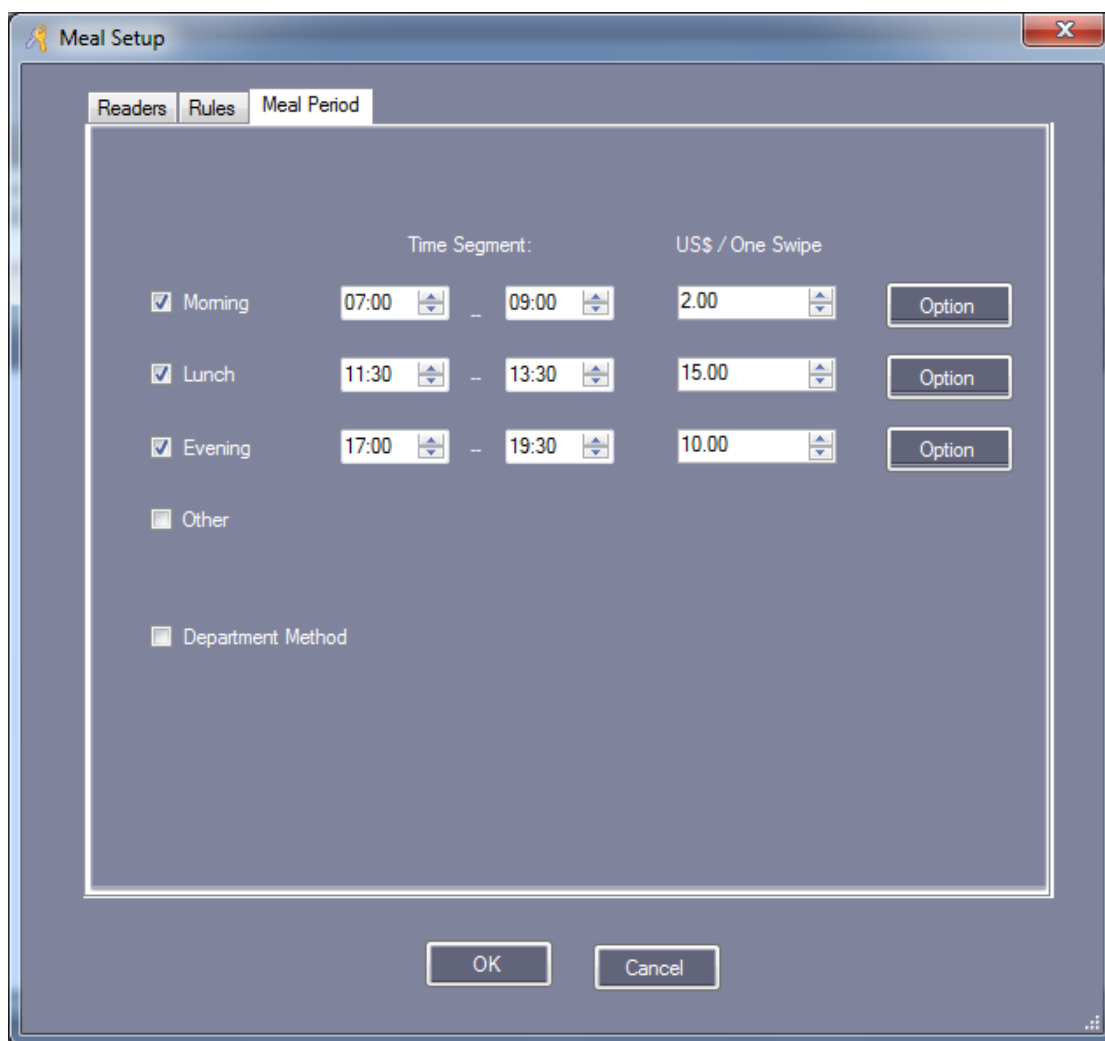 Meal Setup
Readers Rules Meal Period
Time Segment: US$ / One Swipe
Morning 07:00 -- 09:00 2.00 Option
Lunch 11:30 -- 13:30 15.00 Option
Evening 17:00 -- 19:30 10.00 Option
Other
Department Method
OK Cancel